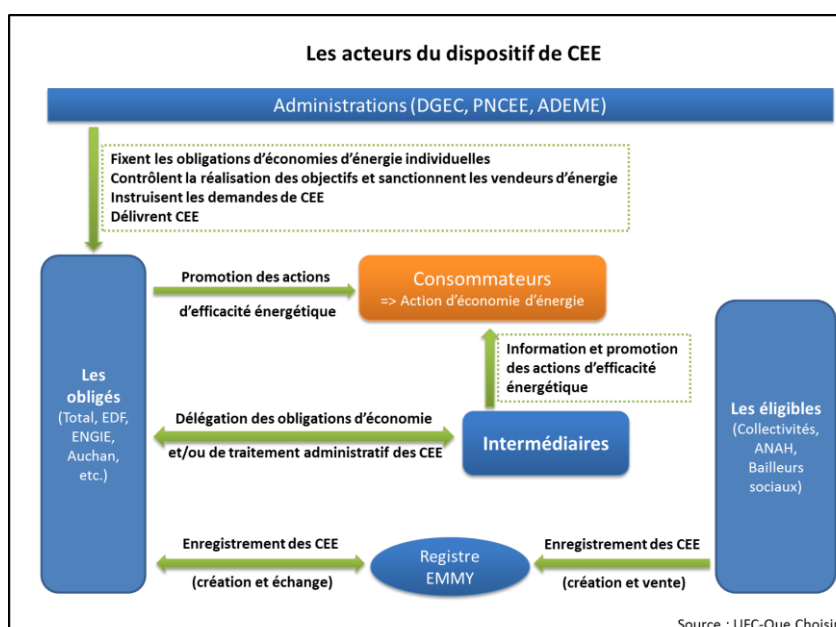 Les acteurs du dispositif de CEE
Administrations (DGEC, PNCEE, ADEME)
Fixent les obligations d'économies d'énergie individuelles
Contrôlent la réalisation des objectifs et sanctionnent les vendeurs d'énergie
Instruisent les demandes de CEE
Délivrent CEE
Promotion des actions
d'efficacité énergétique
Consommateurs
=> Action d'économie d'énergie
Information et promotion
des actions d'efficacité
énergétique
Les
obligés
(Total, EDF,
ENGIE,
Auchan,
etc.)
Délégation des obligations d'économie
et/ou de traitement administratif des CEE
Intermédiaires
Les éligibles
(Collectivités,
ANAH,
Bailleurs
sociaux)
Enregistrement des CEE
(création et échange)
Registre
EMMY
Enregistrement des CEE
(création et vente)
Source : UFC-Que Choisir